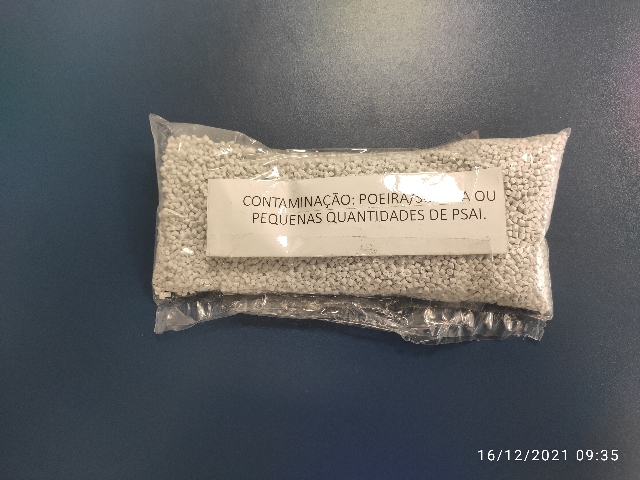 CONTAMINAÇÃO: POEIRA/ OU
PEQUENAS QUANTIDADES DE PSAI.
16/12/2021 09:35